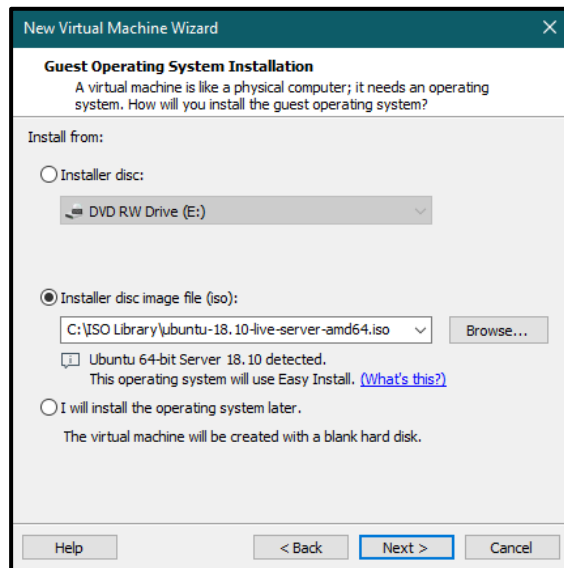 New Virtual Machine Wizard
Guest Operating System Installation
A virtual machine is like a physical computer; it needs an operating
system. How will you install the guest operating system?
Install from:
Installer disc:
DVD RW Drive (E:)
Installer disc image file (iso):
C:\ISO Library\ubuntu-18.10-live-server-amd64.iso Browse...
Ubuntu 64-bit Server 18.10 detected.
This operating system will use Easy Install. (What's this?)
I will install the operating system later.
The virtual machine will be created with a blank hard disk.
Help < Back Next > Cancel